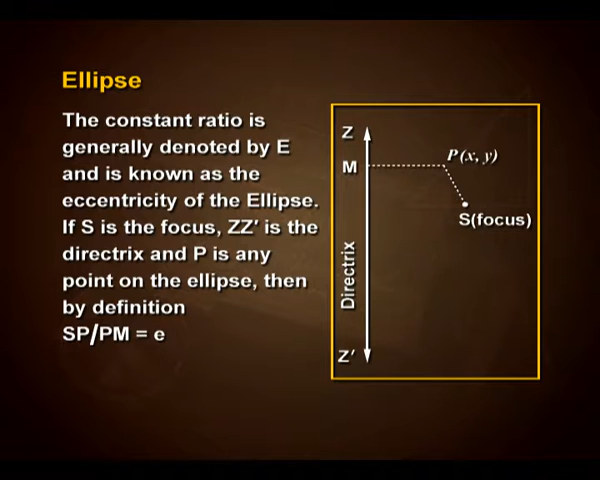 Ellipse
The constant ratio is
generally denoted by E
and is known as the
eccentricity of the Ellipse.
If S is the focus, ZZ' is the
directrix and P is any
point on the ellipse, then
by definition
SP/PM = e
Z
M
P(x, y)
S(focus)
Directrix
Z'